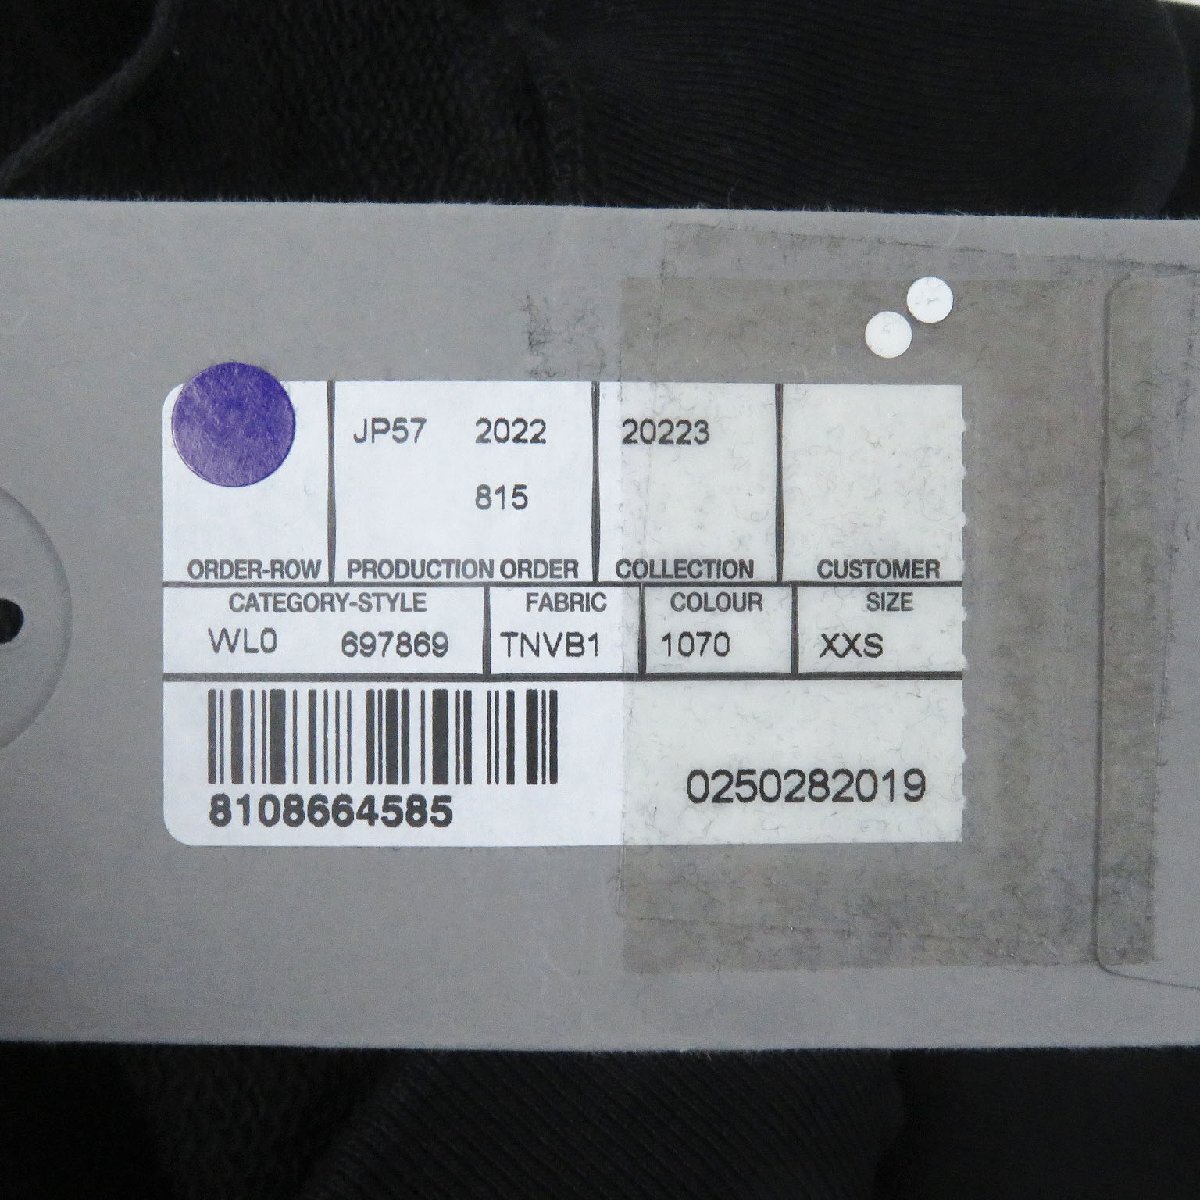 JP57 2022 20223
815
ORDER-ROW PRODUCTION ORDER COLLECTION CUSTOMER
CATEGORY-STYLE FABRIC COLOUR SIZE
WL0 697869 TNVB1 1070 XXS
0250282019
8108664585